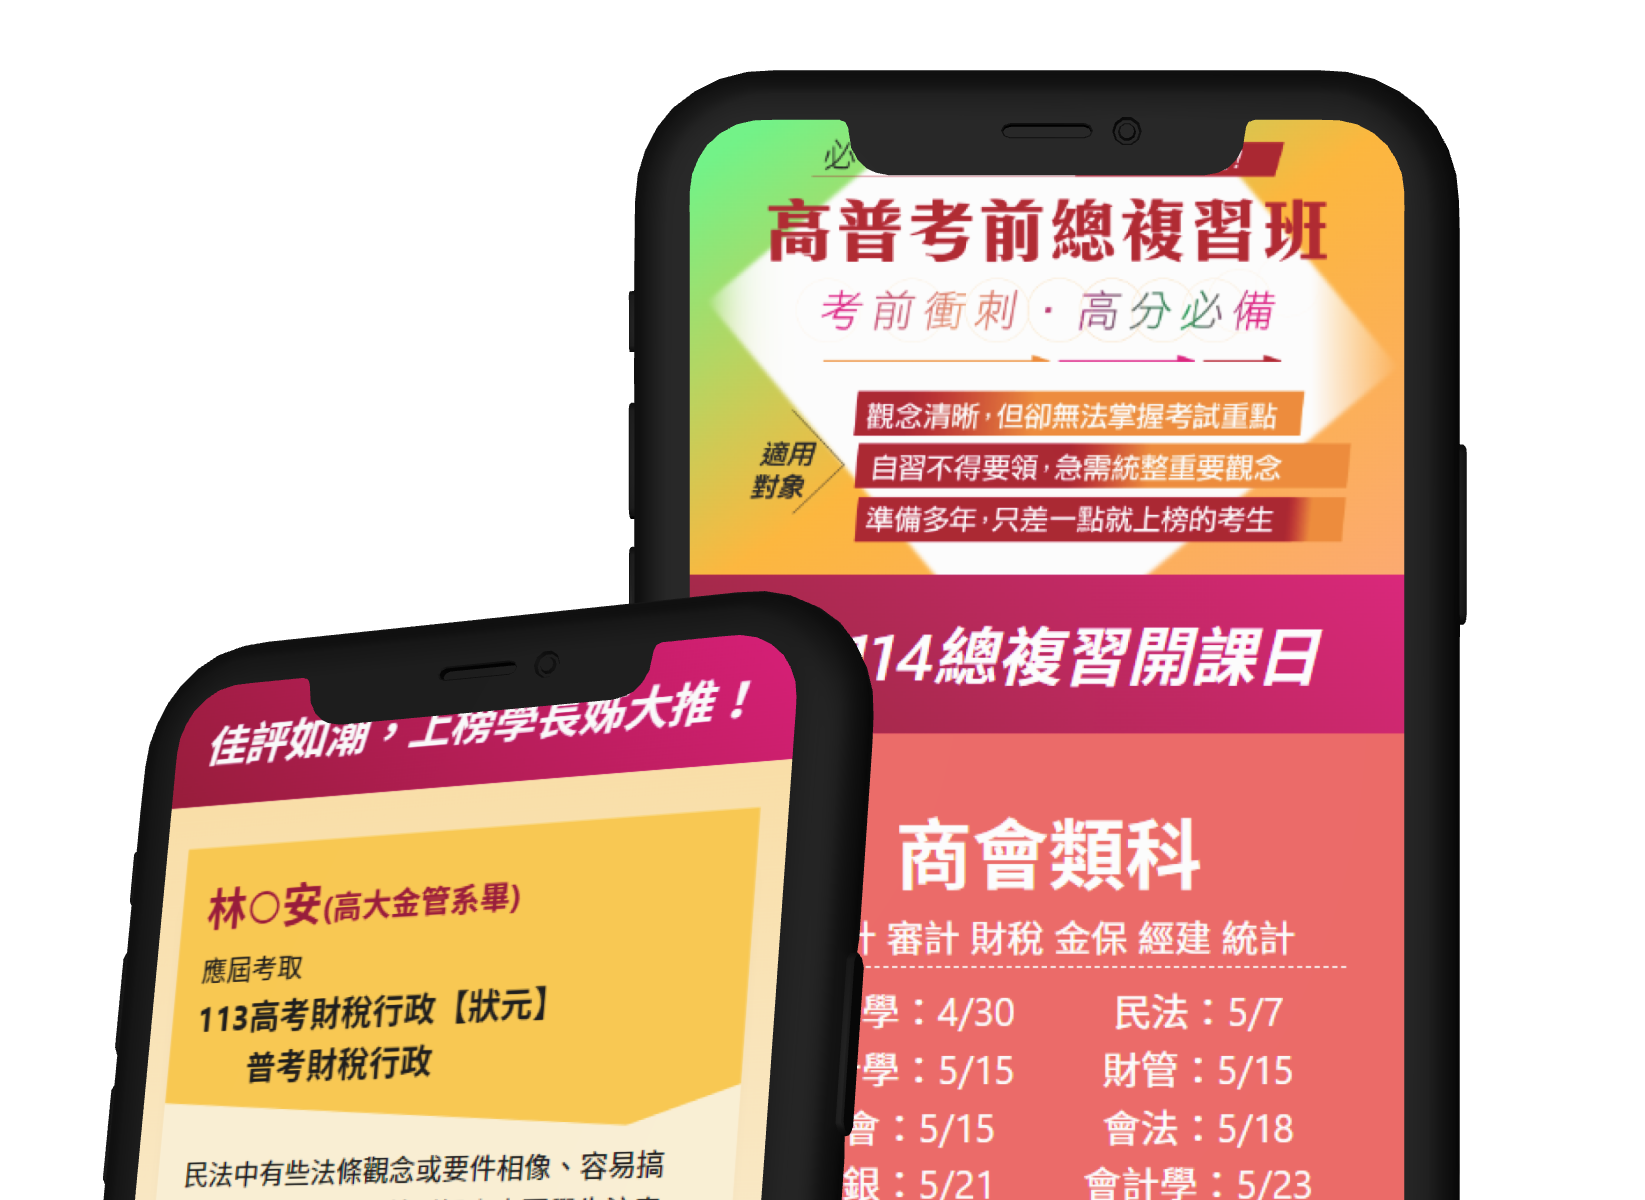 必
高普考前總複習班
考前衝刺・高分必備
適用
對象
觀念清晰，但卻無法掌握考試重點
自習不得要領，急需統整重要觀念
準備多年，只差一點就上榜的考生
114總複習開課日
商會類科
審計 財稅 金保 經建 統計
學：4/30 民法：5/7
學：5/15 財管：5/15
會：5/15 會法：5/18
銀：5/21 會計學：5/23
佳評如潮，上榜學長姊大推！
林○安(高大金管系畢)
應屆考取
113高考財稅行政【狀元】
普考財稅行政
民法中有些法條觀念或要件相像、容易搞